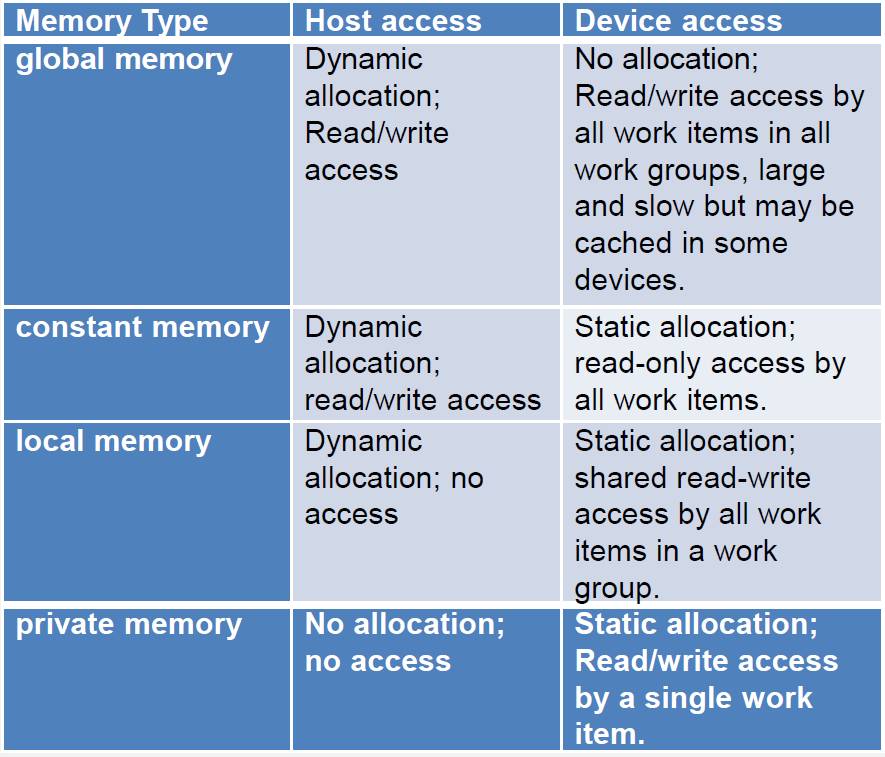 Memory Type
Host access
Device access
global memory
Dynamic
allocation;
Read/write
access
No allocation;
Read/write access by
all work items in all
work groups, large
and slow but may be
cached in some
devices.
constant memory
Dynamic
allocation;
read/write access
Static allocation;
read-only access by
all work items.
local memory
Dynamic
allocation; no
access
Static allocation;
shared read-write
access by all work
items in a work
group.
private memory
No allocation;
no access
Static allocation;
Read/write access
by a single work
item.